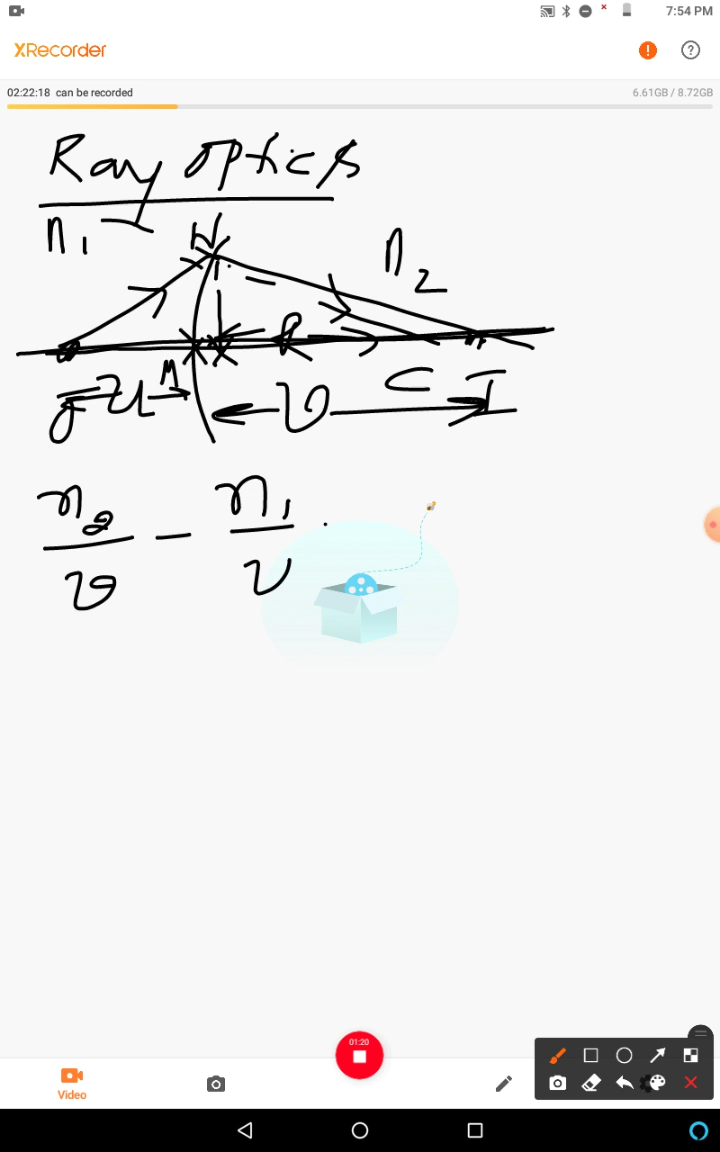 7:54 PM
XRecorder
02:22:18 can be recorded
6.61GB / 8.72GB
Ray optics
n1
N
n2
R
u
M
v
C
I
n2
—
n1
v
u
01:20
Video